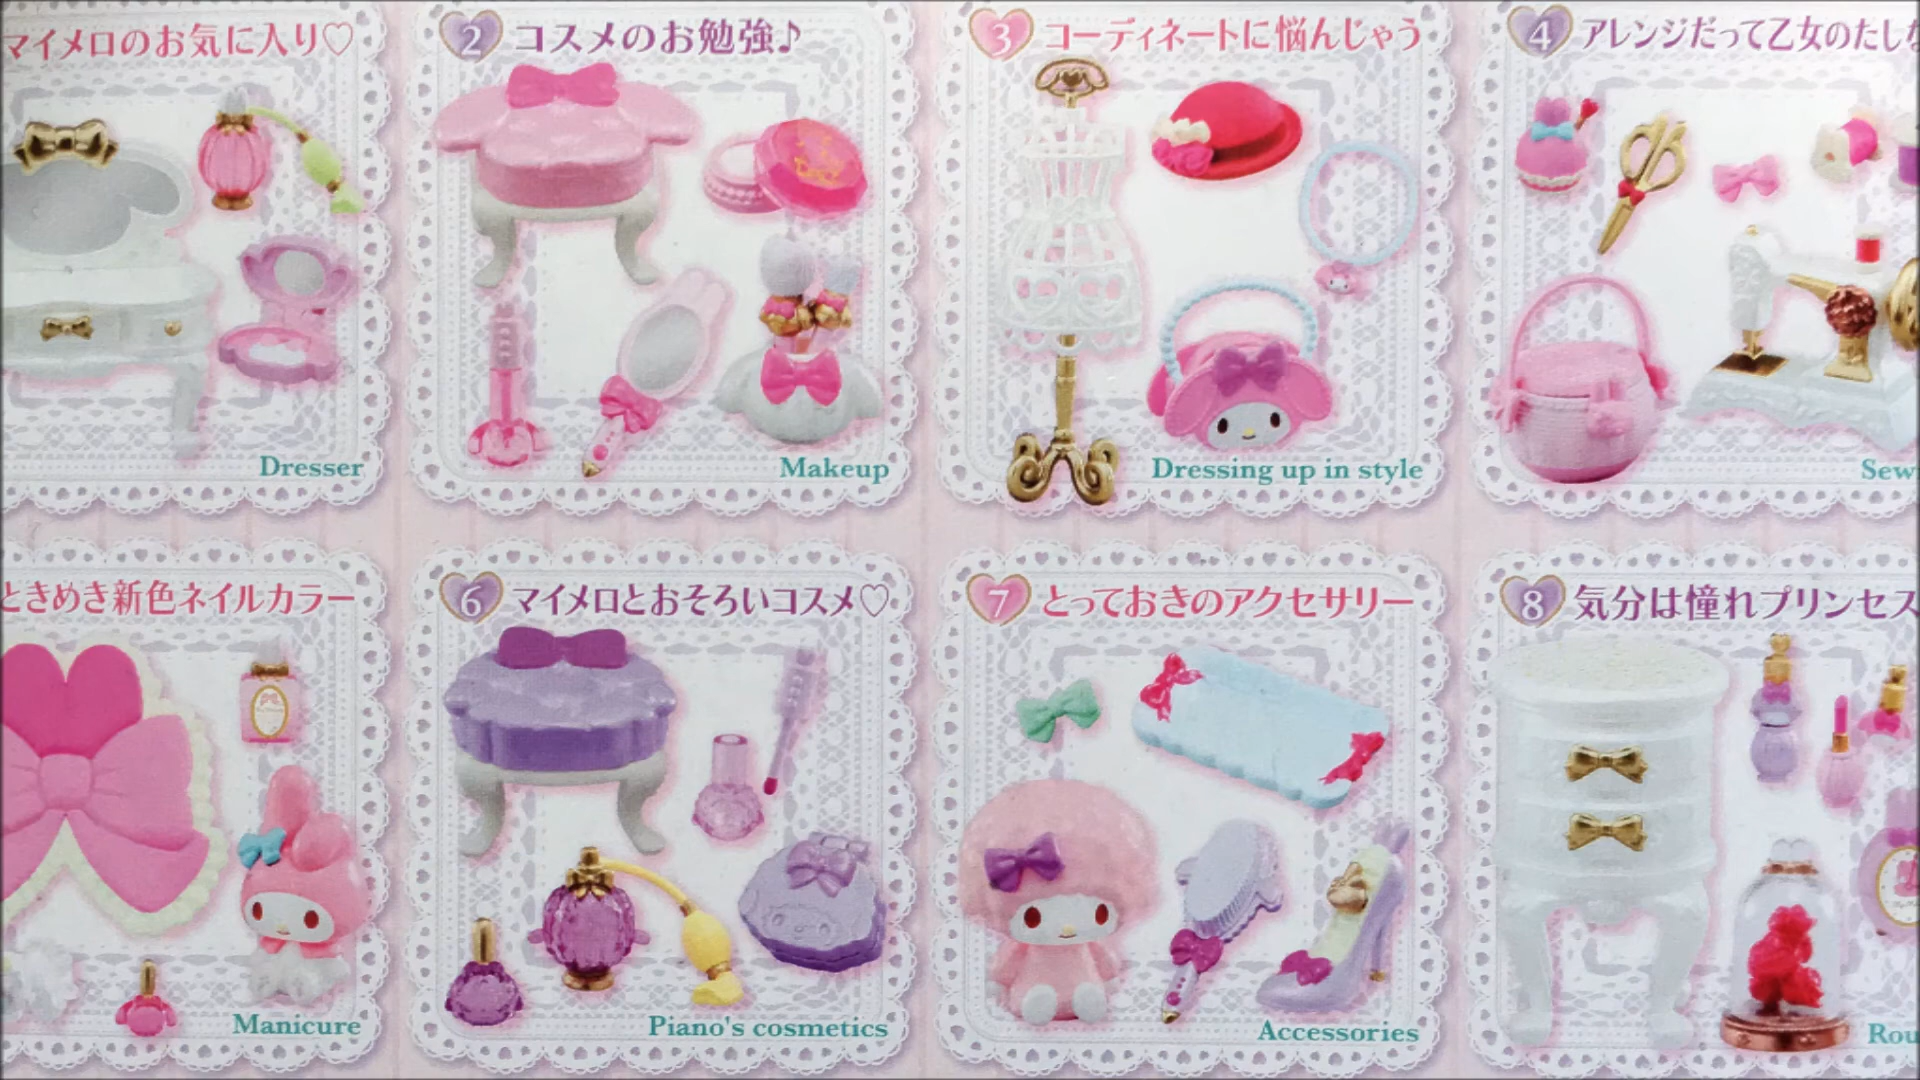 マイメロのお気に入り♡
Dresser
2 コスメのお勉強♪
Makeup
3 コーディネートに悩んじゃう
Dressing up in style
4 アレンジだって乙女のたしな
Sew
ときめき新色ネイルカラー
Manicure
6 マイメロとおそろいコスメ♡
Piano's cosmetics
7 とっておきのアクセサリー
Accessories
8 気分は憧れプリンセス
Rou